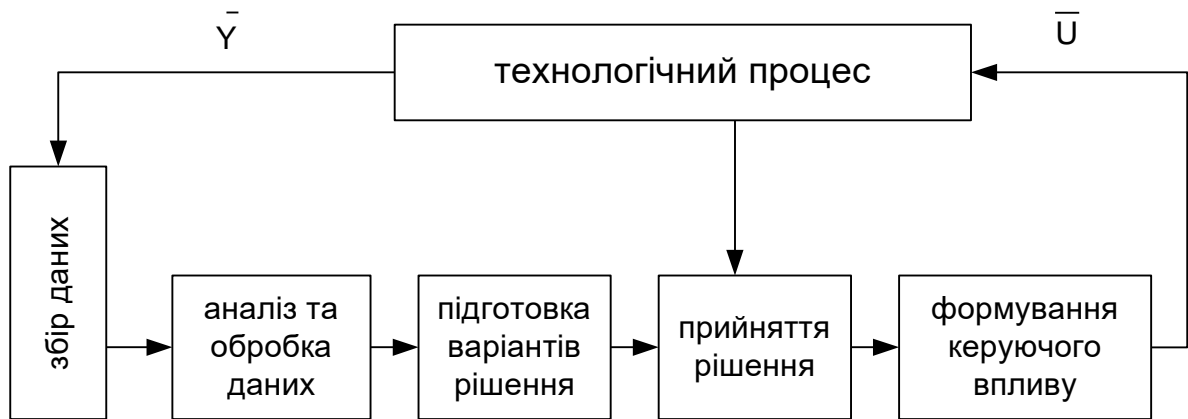 Ȳ
Ū
технологічний процес
збір даних
аналіз та
обробка
даних
підготовка
варіантів
рішення
прийняття
рішення
формування
керуючого
впливу